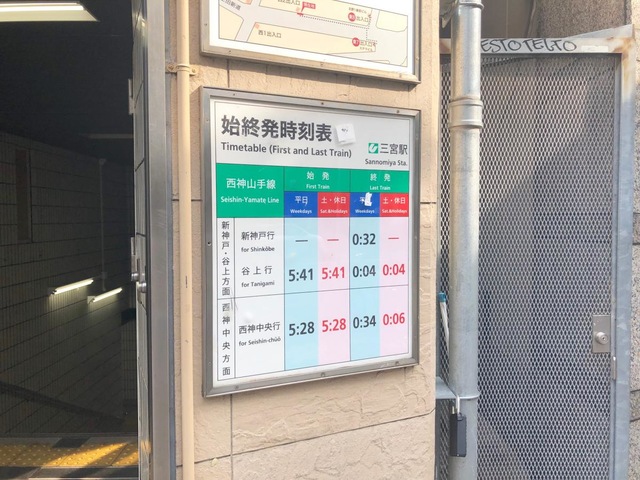 西1出入口
始終発時刻表
Timetable (First and Last Train)
三宮駅
Sannomiya Sta.
西神山手線
Seishin-Yamate Line
始発
First Train
終発
Last Train
平日
Weekdays
土・休日
Sat.&Holidays
平
Weekdays
土・休日
Sat.&Holidays
新神戸・谷上方面
新神戸行
for Shinkōbe
— — 0:32 —
谷上行
for Tanigami
5:41 5:41 0:04 0:04
西神中央方面
西神中央行
for Seishin-chūō
5:28 5:28 0:34 0:06